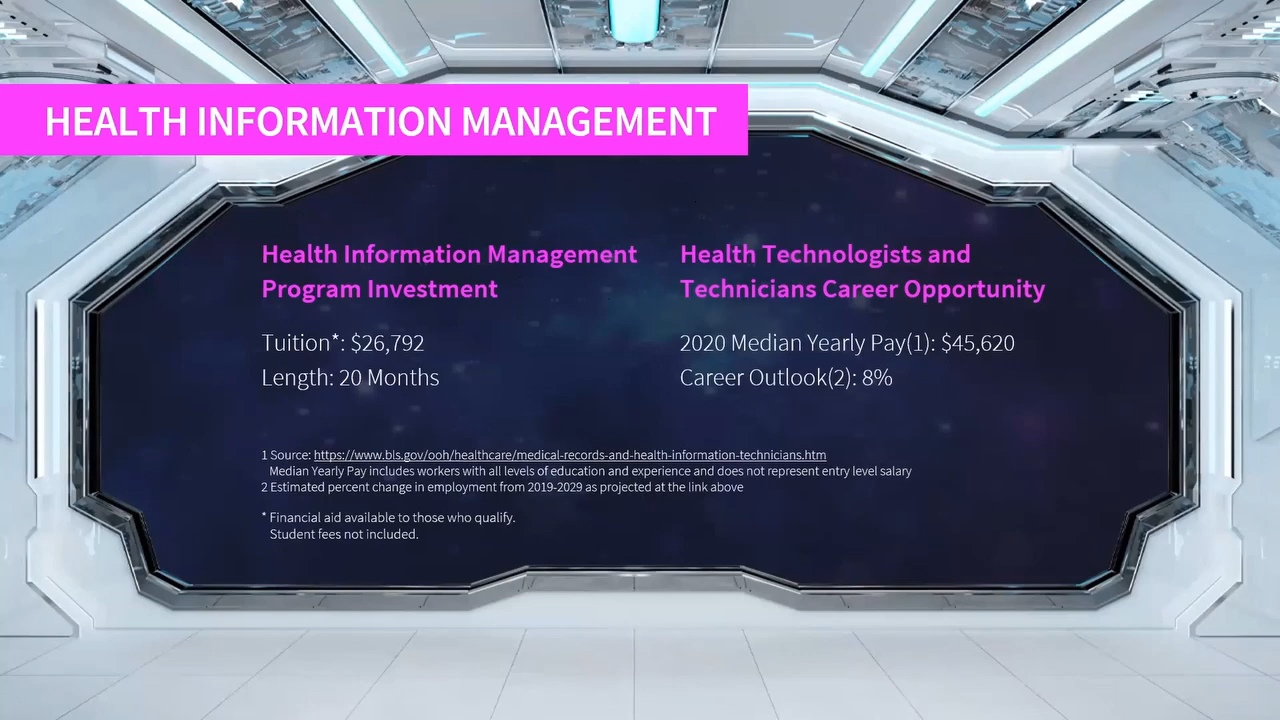 HEALTH INFORMATION MANAGEMENT
Health Information Management
Program Investment
Tuition*: $26,792
Length: 20 Months
Health Technologists and
Technicians Career Opportunity
2020 Median Yearly Pay(1): $45,620
Career Outlook(2): 8%
1 Source: https://www.bls.gov/ooh/healthcare/medical-records-and-health-information-technicians.htm
Median Yearly Pay includes workers with all levels of education and experience and does not represent entry level salary
2 Estimated percent change in employment from 2019-2029 as projected at the link above
* Financial aid available to those who qualify.
Student fees not included.